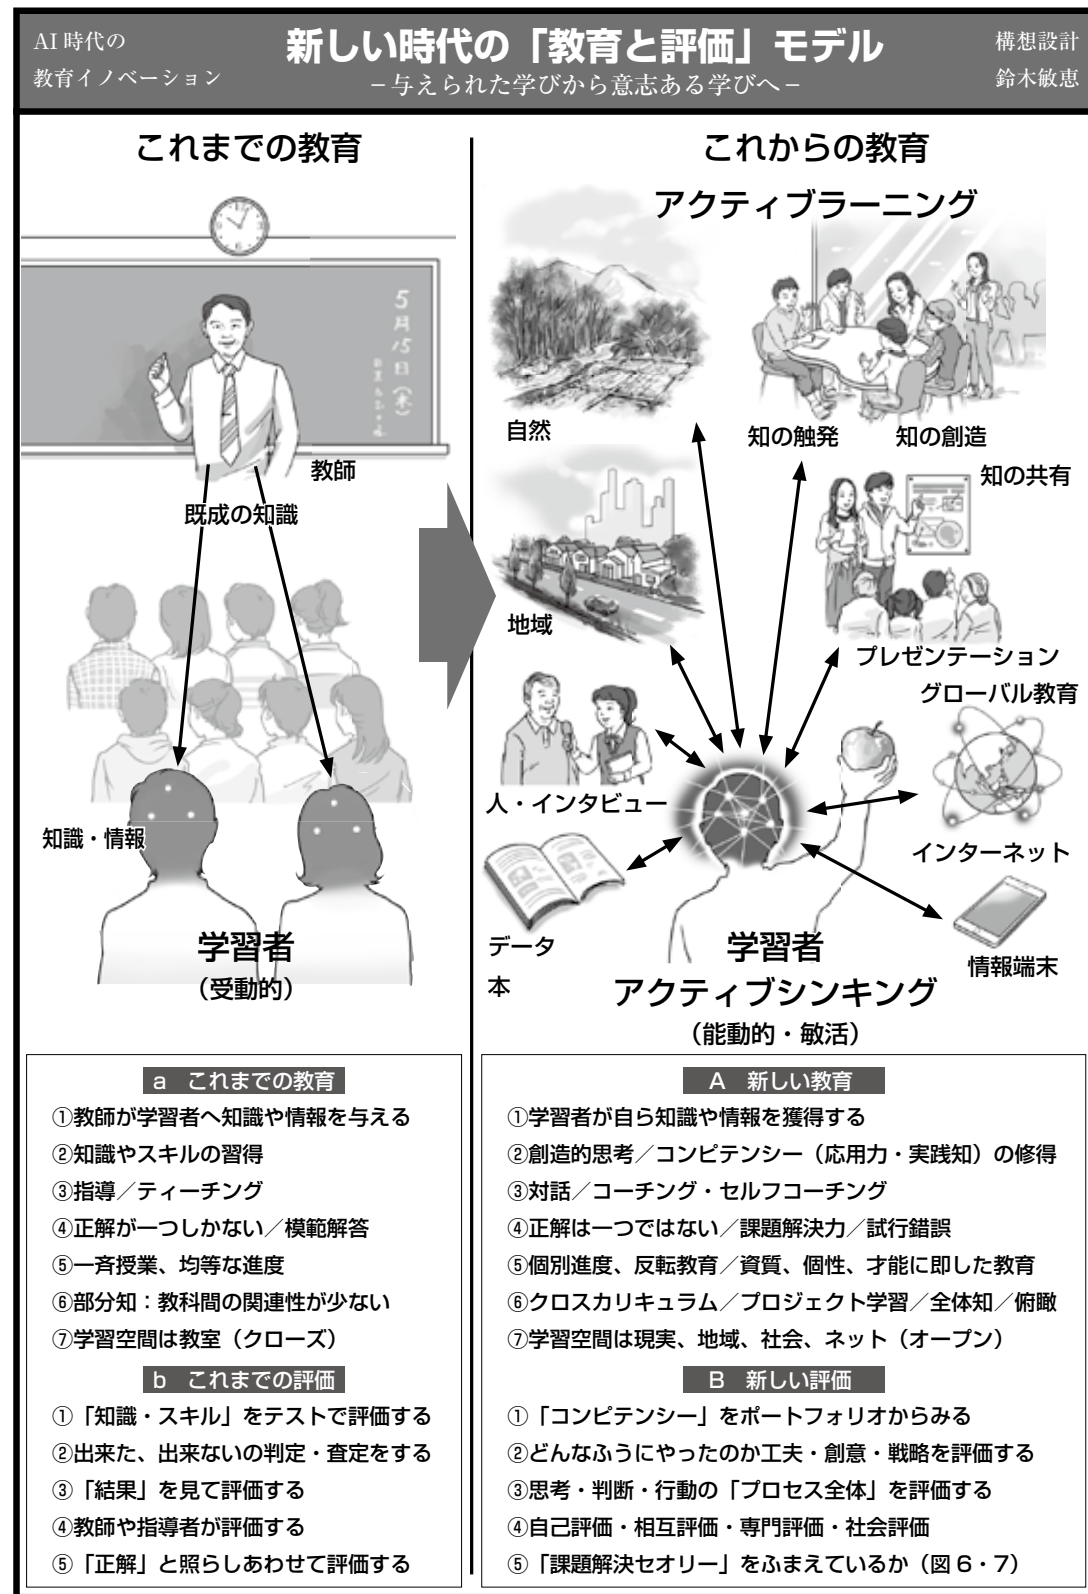 AI 時代の
教育イノベーション
新しい時代の「教育と評価」モデル
－与えられた学びから意志ある学びへ－
構想設計
鈴木敏恵
これまでの教育
5月15日(木)
教師
既成の知識
知識・情報
学習者
（受動的）
これからの教育
アクティブラーニング
自然
知の触発
知の創造
知の共有
地域
プレゼンテーション
グローバル教育
人・インタビュー
インターネット
データ
本
情報端末
学習者
アクティブシンキング
（能動的・敏活）
a これまでの教育
①教師が学習者へ知識や情報を与える
②知識やスキルの習得
③指導／ティーチング
④正解が一つしかない／模範解答
⑤一斉授業、均等な進度
⑥部分知：教科間の関連性が少ない
⑦学習空間は教室（クローズ）
b これまでの評価
①「知識・スキル」をテストで評価する
②出来た、出来ないの判定・査定をする
③「結果」を見て評価する
④教師や指導者が評価する
⑤「正解」と照らしあわせて評価する
A 新しい教育
①学習者が自ら知識や情報を獲得する
②創造的思考／コンピテンシー（応用力・実践知）の修得
③対話／コーチング・セルフコーチング
④正解は一つではない／課題解決力／試行錯誤
⑤個別進度、反転教育／資質、個性、才能に即した教育
⑥クロスカリキュラム／プロジェクト学習／全体知／俯瞰
⑦学習空間は現実、地域、社会、ネット（オープン）
B 新しい評価
①「コンピテンシー」をポートフォリオからみる
②どんなふうにやったのか工夫・創意・戦略を評価する
③思考・判断・行動の「プロセス全体」を評価する
④自己評価・相互評価・専門評価・社会評価
⑤「課題解決セオリー」をふまえているか（図 6・7）